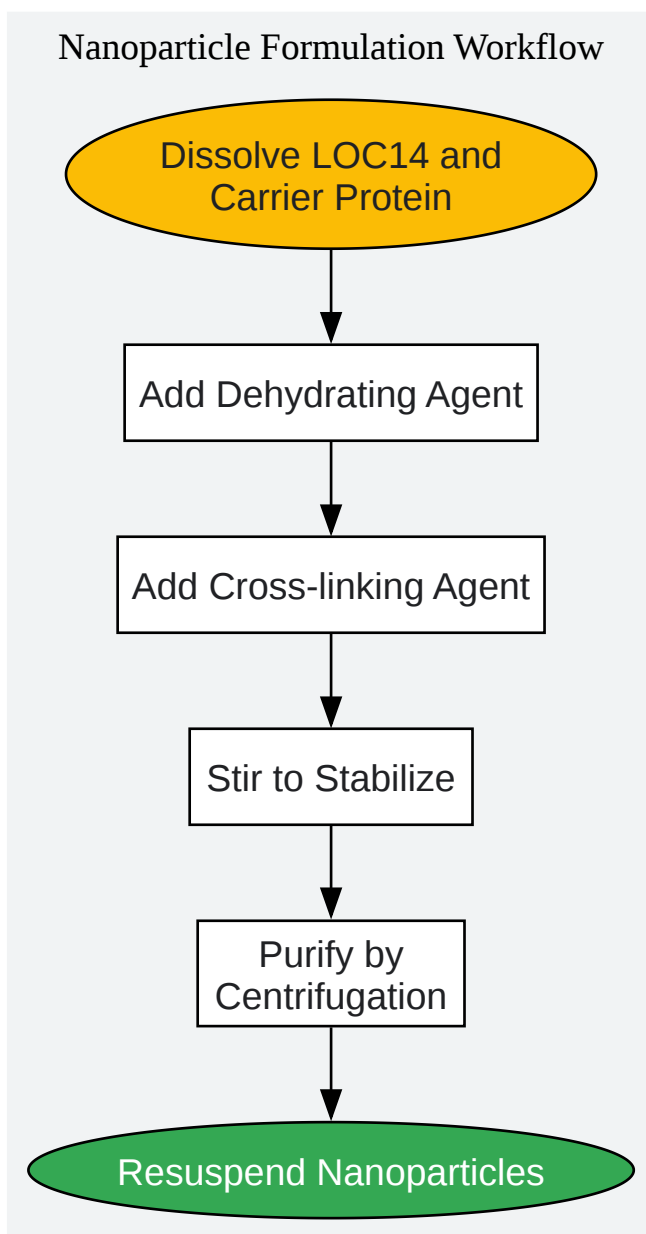 Nanoparticle Formulation Workflow
Dissolve LOC14 and
Carrier Protein
Add Dehydrating Agent
Add Cross-linking Agent
Stir to Stabilize
Purify by
Centrifugation
Resuspend Nanoparticles